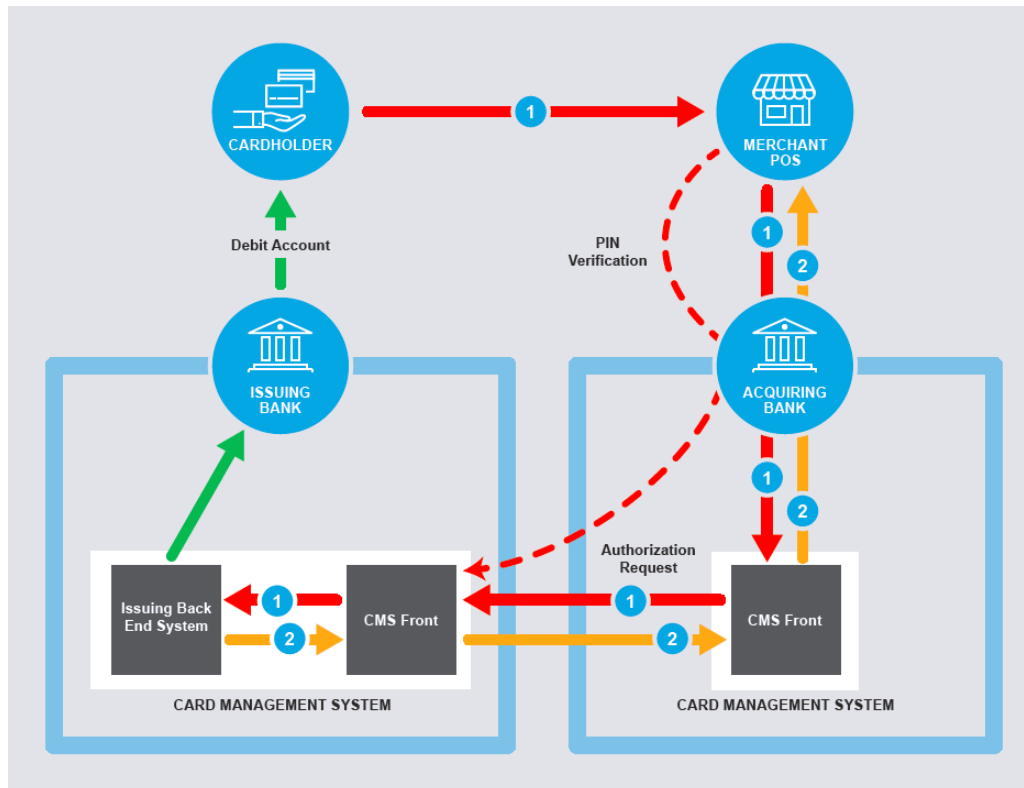 CARDHOLDER
1
MERCHANT
POS
Debit Account
PIN
Verification
1
2
ISSUING
BANK
ACQUIRING
BANK
1
2
Authorization
Request
Issuing Back
End System
1
2
CMS Front
1
2
CMS Front
CARD MANAGEMENT SYSTEM
CARD MANAGEMENT SYSTEM